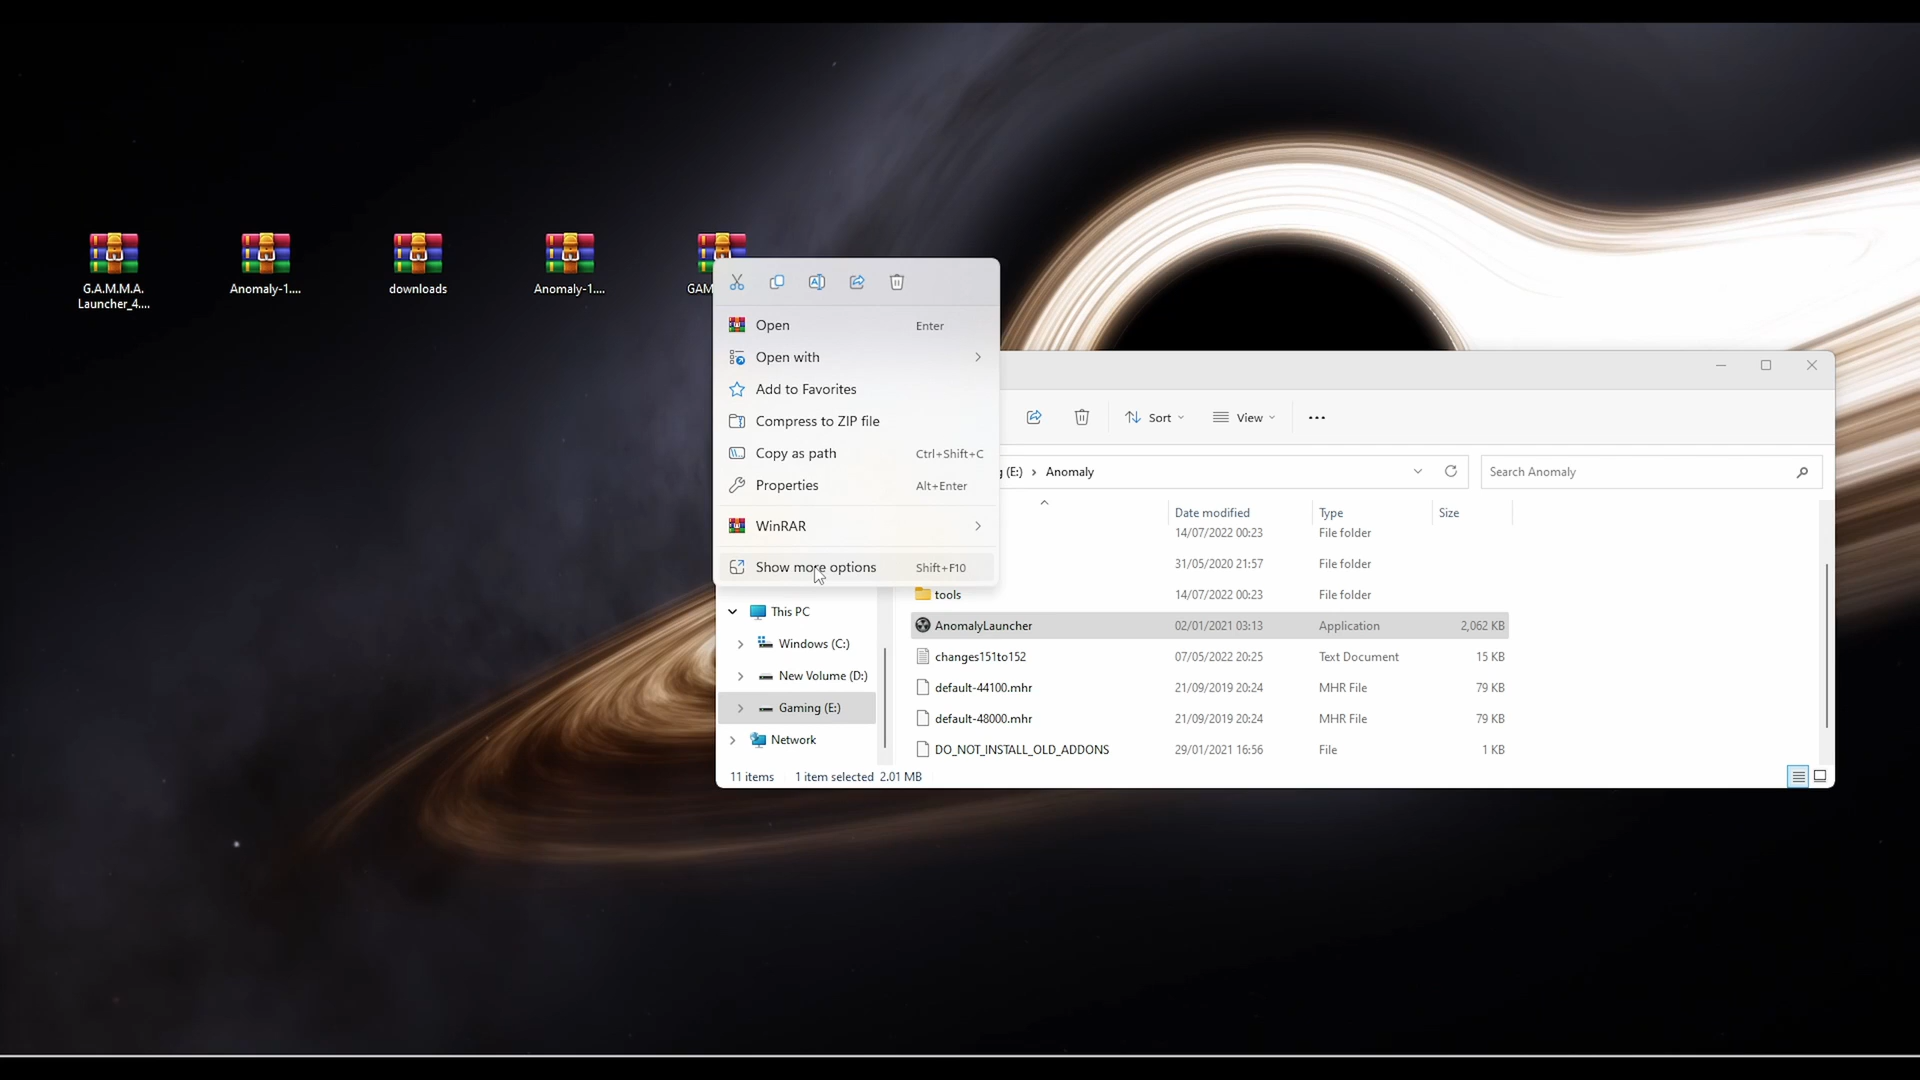 G.A.M.M.
Launcher_4....
Anomaly-1....
downloads
Anomaly-1....
Open Enter
Open with
Add to Favorites
Compress to ZIP file
Copy as path Ctrl+Shift+C
Properties Alt+Enter
WinRAR
Show more options Shift+F10
Sort
View
(E:) › Anomaly
Search Anomaly
Date modified Type Size
14/07/2022 00:23 File folder
31/05/2020 21:57 File folder
tools 14/07/2022 00:23 File folder
AnomalyLauncher 02/01/2021 03:13 Application 2,062 KB
changes151to152 07/05/2022 20:25 Text Document 15 KB
default-44100.mhr 21/09/2019 20:24 MHR File 79 KB
default-48000.mhr 21/09/2019 20:24 MHR File 79 KB
DO_NOT_INSTALL_OLD_ADDONS 29/01/2021 16:56 File 1 KB
This PC
Windows (C:)
New Volume (D:)
Gaming (E:)
Network
11 items 1 item selected 2.01 MB